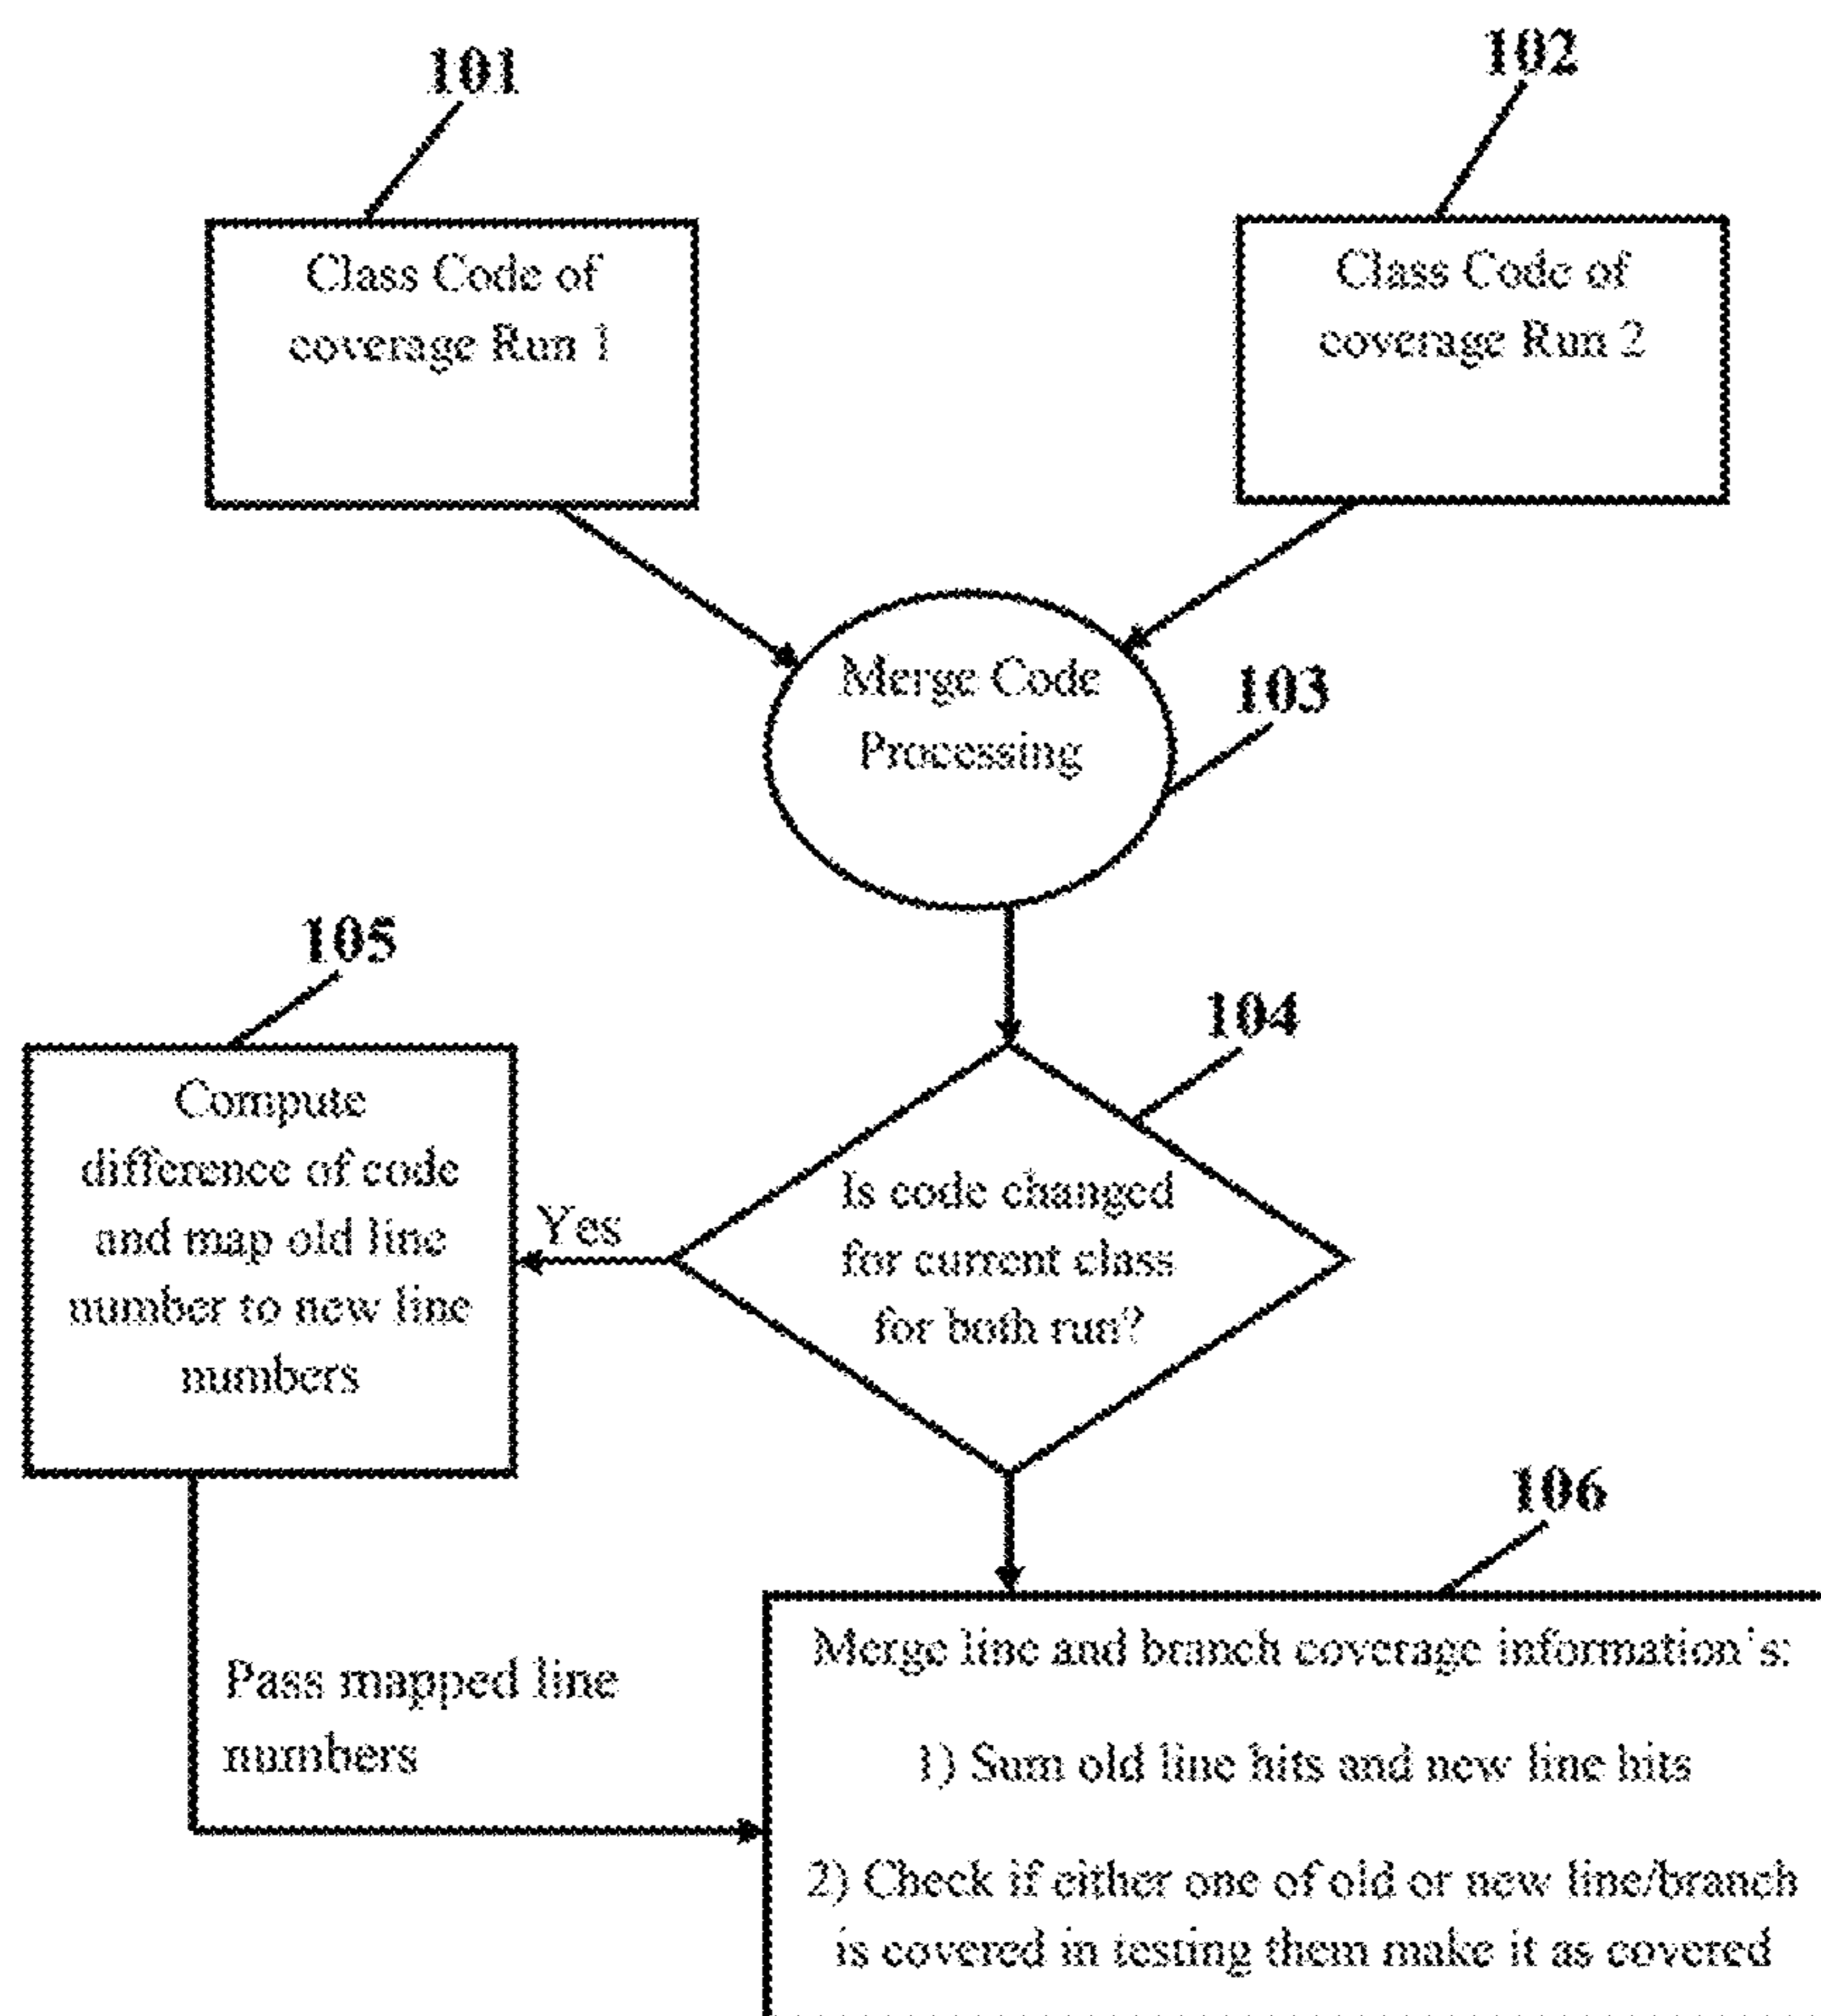 101
102
Class Code of
coverage Run 1
Class Code of
coverage Run 2
Merge Code
Processing
103
105
104
Compute
difference of code
and map old line
number to new line
numbers
Yes
Is code changed
for current class
for both run?
106
Pass mapped line
numbers
Merge line and branch coverage information's:
1) Sum old line hits and new line hits
2) Check if either one of old or new line/branch
is covered in testing them make it as covered